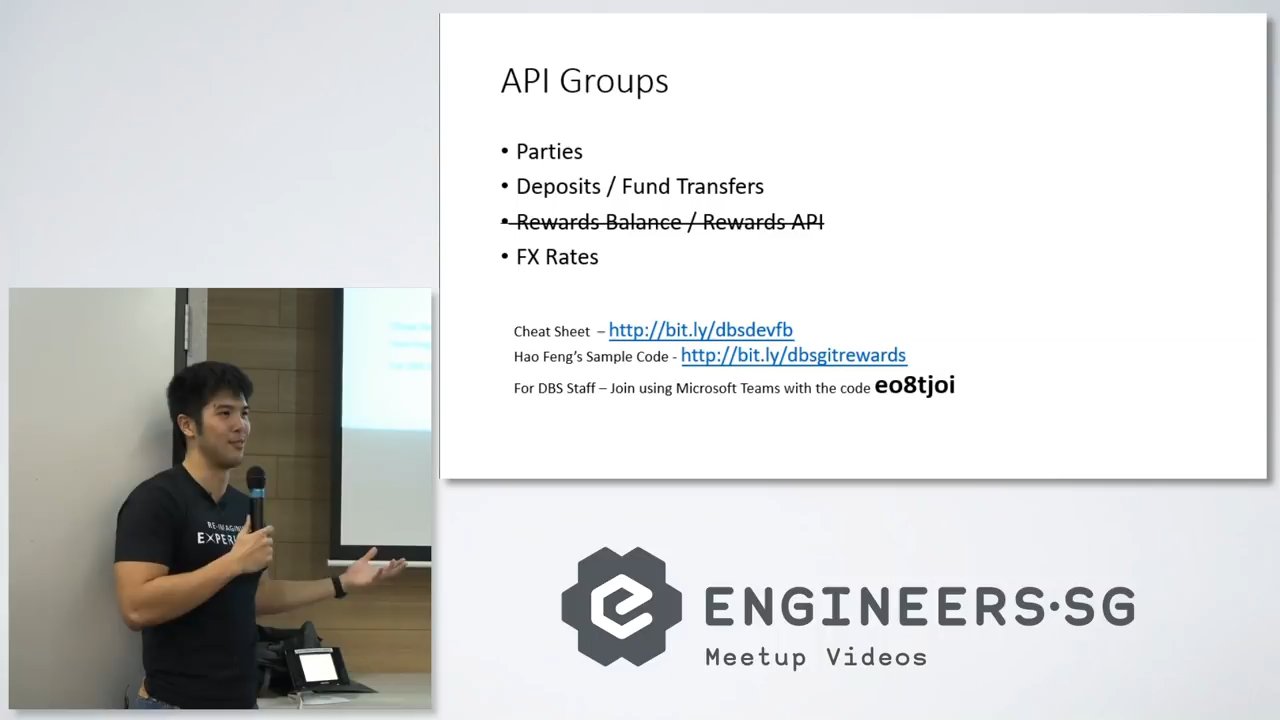 API Groups
• Parties
• Deposits / Fund Transfers
• Rewards Balance / Rewards API
• FX Rates
Cheat Sheet – http://bit.ly/dbsdevfb
Hao Feng's Sample Code - http://bit.ly/dbsgitrewards
For DBS Staff – Join using Microsoft Teams with the code eo8tjoi
ENGINEERS·SG
Meetup Videos